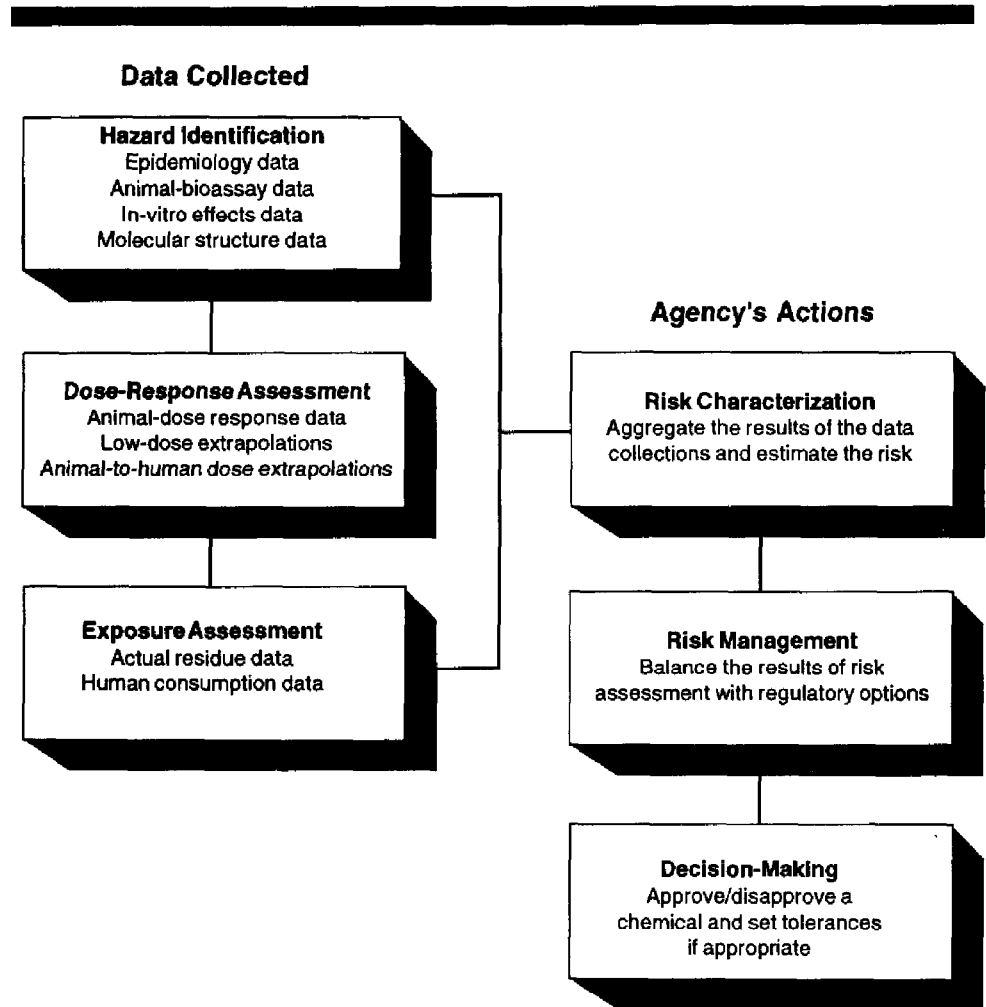 Data Collected
Hazard Identification
Epidemiology data
Animal-bioassay data
In-vitro effects data
Molecular structure data
Dose-Response Assessment
Animal-dose response data
Low-dose extrapolations
Animal-to-human dose extrapolations
Exposure Assessment
Actual residue data
Human consumption data
Agency's Actions
Risk Characterization
Aggregate the results of the data
collections and estimate the risk
Risk Management
Balance the results of risk
assessment with regulatory options
Decision-Making
Approve/disapprove a
chemical and set tolerances
if appropriate